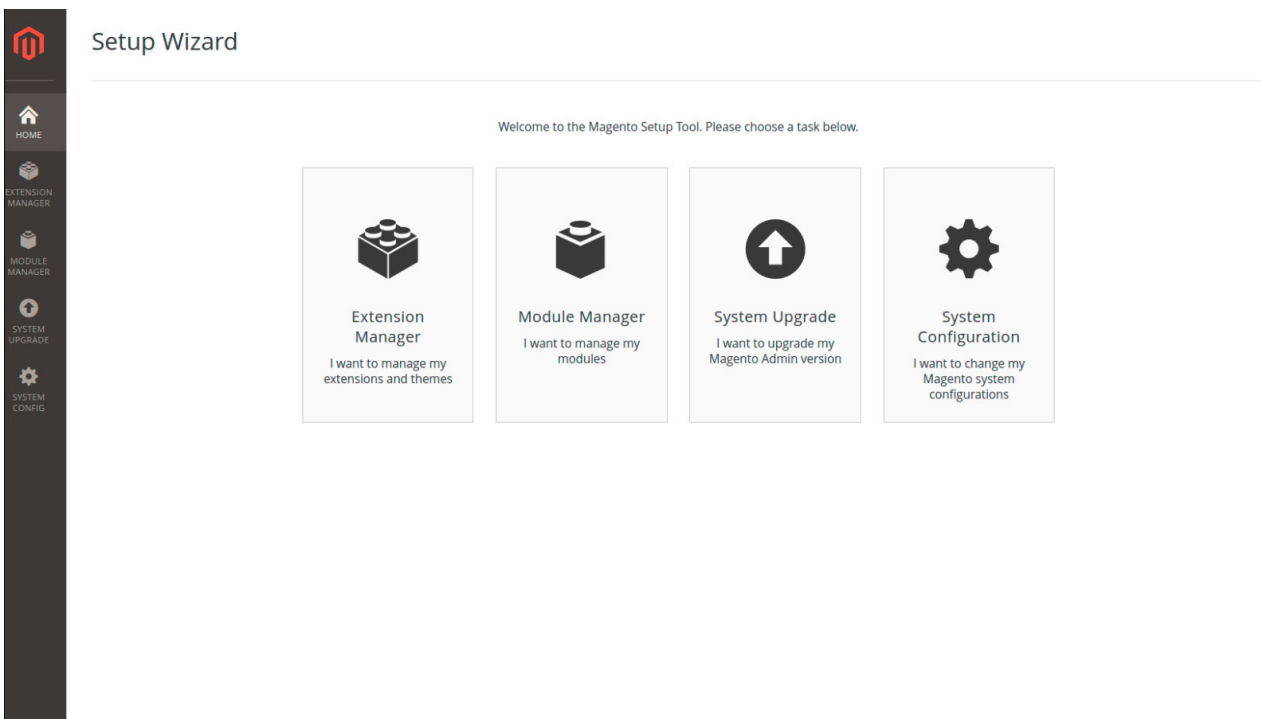 Setup Wizard
HOME
EXTENSION
MANAGER
MODULE
MANAGER
SYSTEM
UPGRADE
SYSTEM
CONFIG
Welcome to the Magento Setup Tool. Please choose a task below.
Extension
Manager
I want to manage my
extensions and themes
Module Manager
I want to manage my
modules
System Upgrade
I want to upgrade my
Magento Admin version
System
Configuration
I want to change my
Magento system
configurations